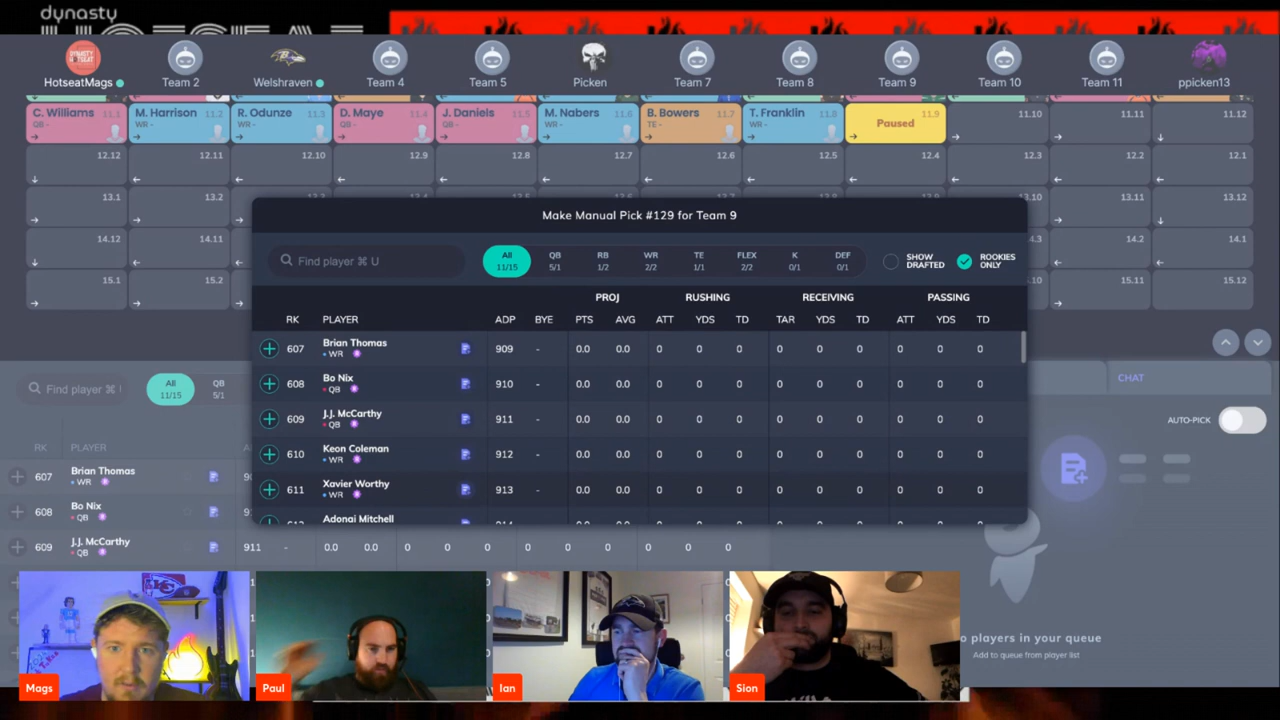 dynasty
HotseatMags
Team 2
Welshraven
Team 4
Team 5
Picken
Team 7
Team 8
Team 9
Team 10
Team 11
ppicken13
C. Williams 11.1
QB -
M. Harrison 11.2
WR -
R. Odunze 11.3
WR -
D. Maye 11.4
QB -
J. Daniels 11.5
QB -
M. Nabers 11.6
WR -
B. Bowers 11.7
TE -
T. Franklin 11.8
WR -
11.9
Paused
11.10
11.11
11.12
12.12
12.11
12.10
12.9
12.8
12.7
12.6
12.5
12.4
12.3
12.2
12.1
13.1
13.2
13.10
13.11
13.12
14.12
14.11
14.2
14.1
15.1
15.2
15.11
15.12
Make Manual Pick #129 for Team 9
Find player ⌘ U
All
11/15
QB
5/1
RB
1/2
WR
2/2
TE
1/1
FLEX
2/2
K
0/1
DEF
0/1
SHOW
DRAFTED
ROOKIES
ONLY
PROJ RUSHING RECEIVING PASSING
RK PLAYER ADP BYE PTS AVG ATT YDS TD TAR YDS TD ATT YDS TD
607 Brian Thomas 909 - 0.0 0.0 0 0 0 0 0 0 0 0 0
WR
608 Bo Nix 910 - 0.0 0.0 0 0 0 0 0 0 0 0 0
QB
609 J.J. McCarthy 911 - 0.0 0.0 0 0 0 0 0 0 0 0 0
QB
610 Keon Coleman 912 - 0.0 0.0 0 0 0 0 0 0 0 0 0
WR
611 Xavier Worthy 913 - 0.0 0.0 0 0 0 0 0 0 0 0 0
WR
Adonai Mitchell
Find player ⌘
All
11/15
QB
5/1
RK PLAYER
607 Brian Thomas
WR
608 Bo Nix
QB
609 J.J. McCarthy 911 - 0.0 0.0 0 0 0 0 0 0 0 0 0
QB
CHAT
AUTO-PICK
players in your queue
Add to queue from player list
Mags
Paul
Ian
Sion